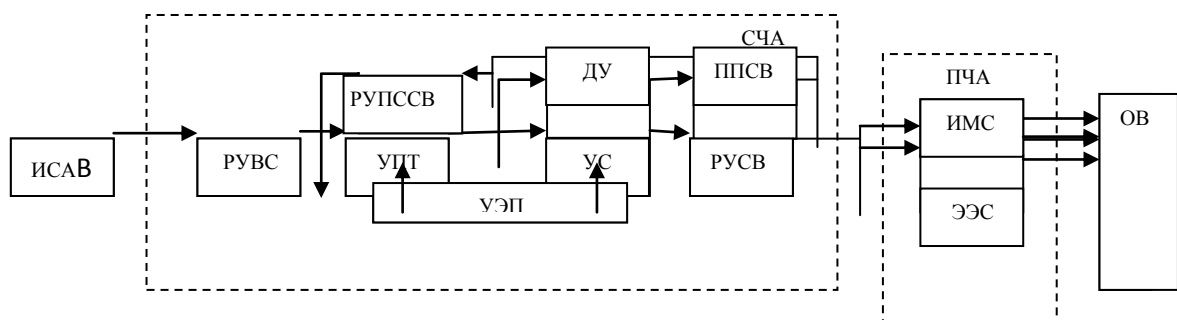 СЧА
ДУ
ППСВ
ПЧА
РУПССВ
ИМС
ОВ
ИСАВ
РУВС
УПТ
УС
РУСВ
УЭП
ЭЭС